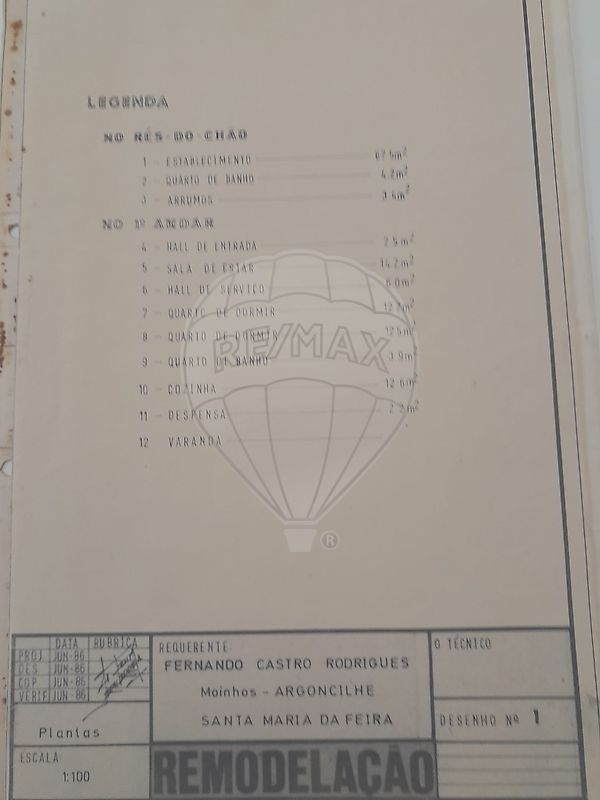 LEGENDA
NO RÉS-DO-CHÃO
1 - ESTABLECIMENTO 67.5m²
2 - QUARTO DE BANHO 4.2m²
3 - ARRUMOS 3.4m²
NO 1º ANDAR
4 - HALL DE ENTRADA 2.5m²
5 - SALA DE ESTAR 14.2m²
6 - HALL DE SERVIÇO 6.0m²
7 - QUARTO DE DORMIR
8 - QUARTO DE DORMIR 12.5m²
9 - QUARTO DE BANHO 3.9m²
10 - COZINHA 12.6m²
11 - DESPENSA 2.2m²
12 VARANDA
RE/MAX
®
DATA RUBRICA
PROJ JUN-86
DES JUN-86
COP JUN-86
VERIF JUN-86
Plantas
ESCALA
1:100
REQUERENTE
FERNANDO CASTRO RODRIGUES
Moinhos - ARGONCILHE
SANTA MARIA DA FEIRA
REMODELAÇÃO
O TÉCNICO
DESENHO Nº 1